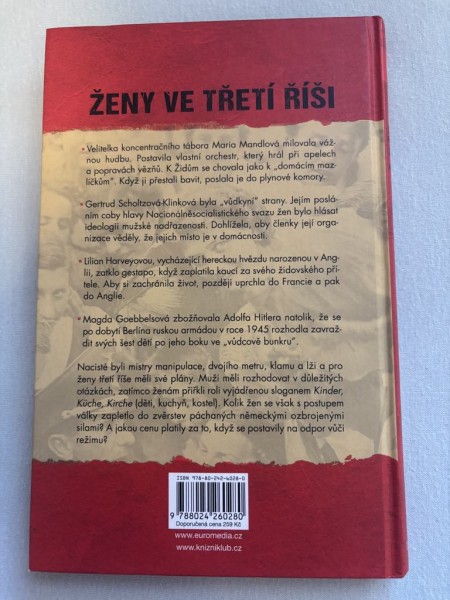 ŽENY VE TŘETÍ ŘÍŠI
• Velitelka koncentračního tábora Maria Mandlová milovala váž-
nou hudbu. Postavila vlastní orchestr, který hrál při apelech
a popravách vězňů. K Židům se chovala jako k „domácím maz-
líčkům“. Když ji přestali bavit, poslala je do plynové komory.
• Gertrud Scholtzová-Klinková byla „vůdkyní“ strany. Jejím poslá-
ním coby hlavy Nacionálněsocialistického svazu žen bylo hlásat
ideologii mužské nadřazenosti. Dohlížela, aby členky její or-
ganizace věděly, že jejich místo je v domácnosti.
• Lilian Harveyovou, vycházející hereckou hvězdu narozenou v An-
glii, zatklo gestapo, když zaplatila kauci za svého židovského pří-
tele. Aby si zachránila život, později uprchla do Francie a pak
do Anglie.
• Magda Goebbelsová zbožňovala Adolfa Hitlera natolik, že se
po dobytí Berlína ruskou armádou v roce 1945 rozhodla zavraž-
dit svých šest dětí po jeho boku ve „vůdcově bunkru“.
Nacisté byli mistry manipulace, dvojího metru, klamu a lži a pro
ženy třetí říše měli své plány. Muži měli rozhodovat v důležitých
otázkách, zatímco ženám přiřkli roli vyjádřenou sloganem Kinder,
Küche, Kirche (děti, kuchyň, kostel). Kolik žen se však s postupem
války zapletlo do zvěrstev páchaných německými ozbrojenými
silami? A jakou cenu platily za to, když se postavily na odpor vůči
režimu?
ISBN 978-80-242-6028-0
9 788024 260280
Doporučená cena 259 Kč
www.euromedia.cz
www.knizniklub.cz